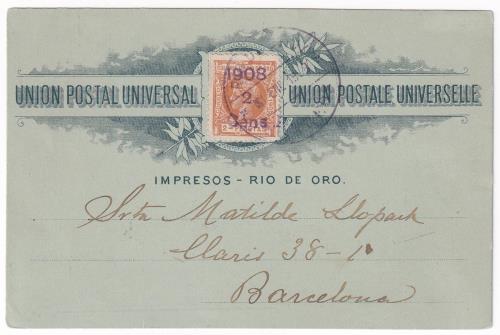 1908
2
Cens
UNION POSTAL UNIVERSAL
UNION POSTALE UNIVERSELLE
IMPRESOS - RIO DE ORO.
Srta Matilde Llopart
Claris 38-1º
Barcelona